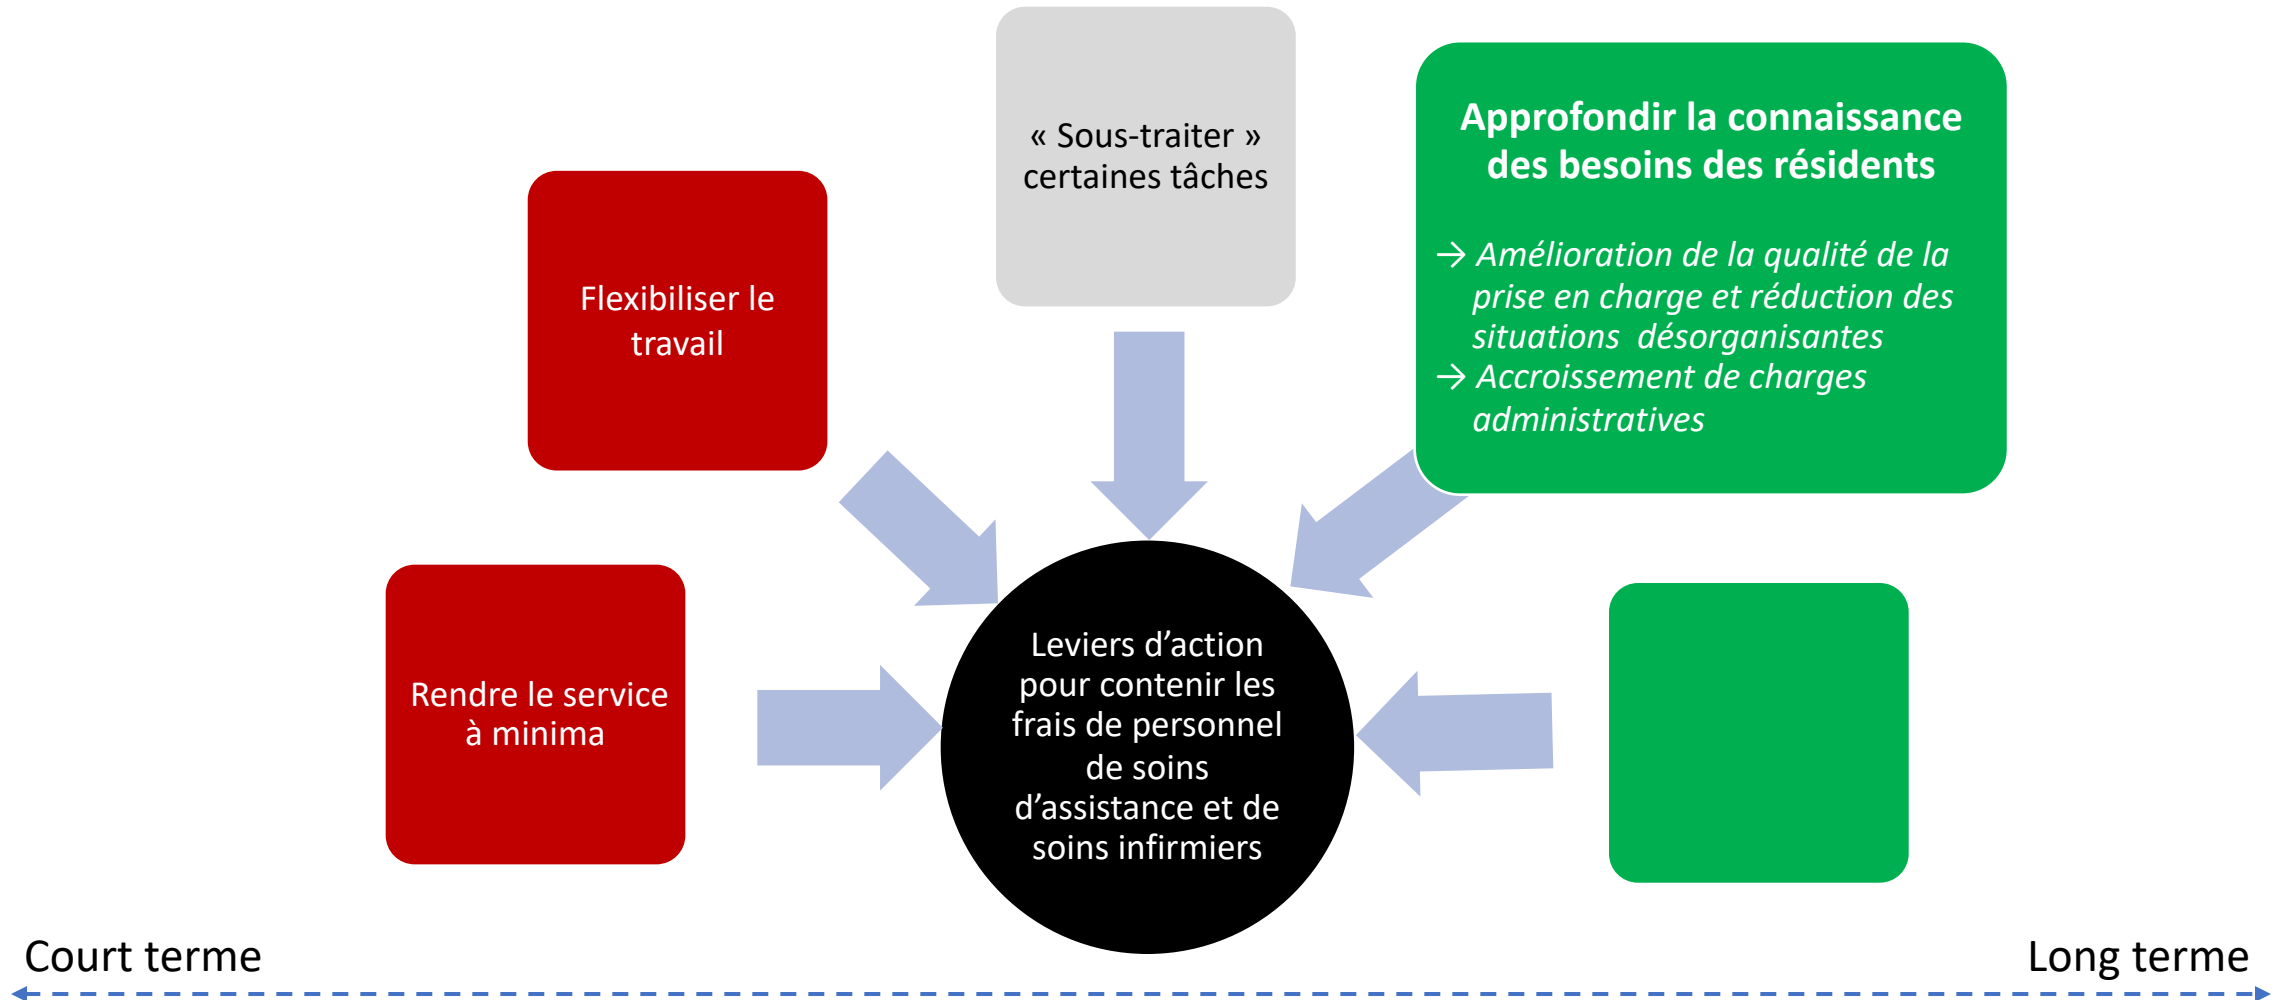 « Sous-traiter »
certaines tâches
Approfondir la connaissance
des besoins des résidents
→ Amélioration de la qualité de la
prise en charge et réduction des
situations  désorganisantes
→ Accroissement de charges
administratives
Flexibiliser le
travail
Rendre le service
à minima
Leviers d’action
pour contenir les
frais de personnel
de soins
d’assistance et de
soins infirmiers
Court terme
Long terme